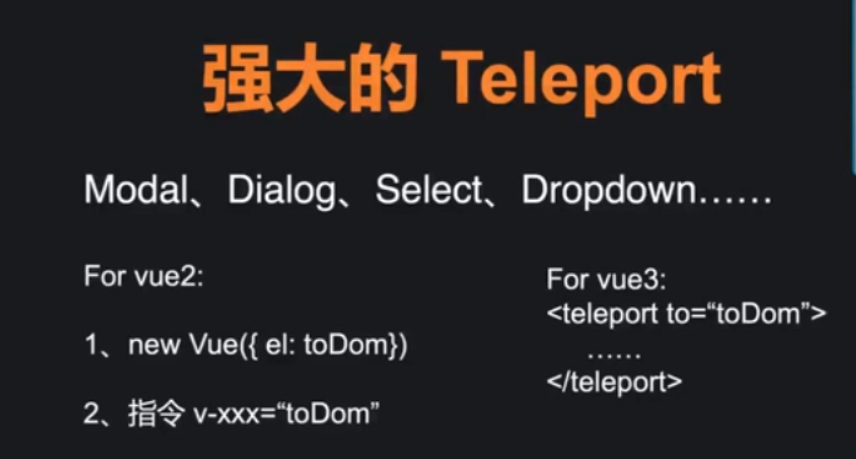 强大的 Teleport
Modal、Dialog、Select、Dropdown……
For vue2:
1、new Vue({ el: toDom})
2、指令 v-xxx=“toDom”
For vue3:
<teleport to=“toDom”>
……
</teleport>